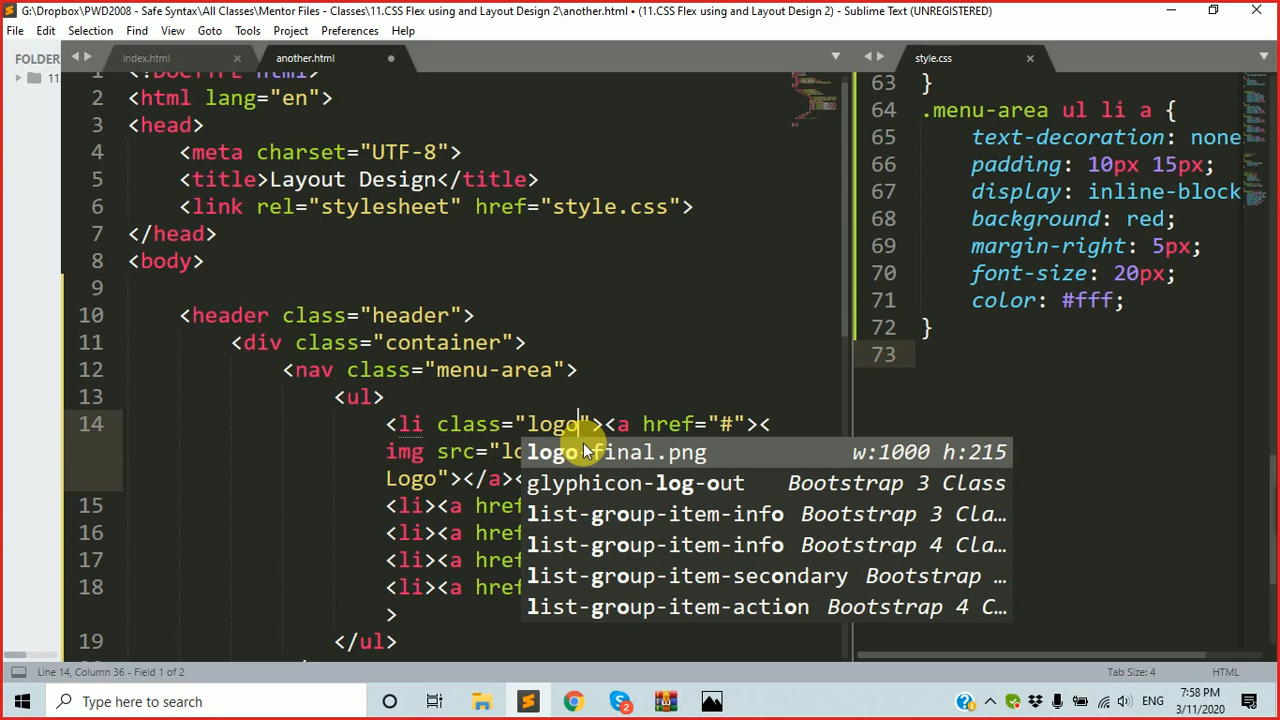 G:\Dropbox\PWD2008 - Safe Syntax\All Classes\Mentor Files - Classes\11.CSS Flex using and Layout Design 2\another.html • (11.CSS Flex using and Layout Design 2) - Sublime Text (UNREGISTERED)
File Edit Selection Find View Goto Tools Project Preferences Help
FOLDER
11
index.html
another.html
style.css
2 <html lang="en">
3 <head>
4 <meta charset="UTF-8">
5 <title>Layout Design</title>
6 <link rel="stylesheet" href="style.css">
7 </head>
8 <body>
9
10 <header class="header">
11 <div class="container">
12 <nav class="menu-area">
13 <ul>
14 <li class="logo"><a href="#"><
img src="lo
Logo"></a><
15 <li><a href
16 <li><a href
17 <li><a href
18 <li><a href
>
19 </ul>
logo-final.png w:1000 h:215
glyphicon-log-out Bootstrap 3 Class
list-group-item-info Bootstrap 3 Cla…
list-group-item-info Bootstrap 4 Cla…
list-group-item-secondary Bootstrap …
list-group-item-action Bootstrap 4 C…
63 }
64 .menu-area ul li a {
65 text-decoration: none
66 padding: 10px 15px;
67 display: inline-block
68 background: red;
69 margin-right: 5px;
70 font-size: 20px;
71 color: #fff;
72 }
73
Line 14, Column 36 - Field 1 of 2
Tab Size: 4
HTML
Type here to search
2
ENG
7:58 PM
3/11/2020